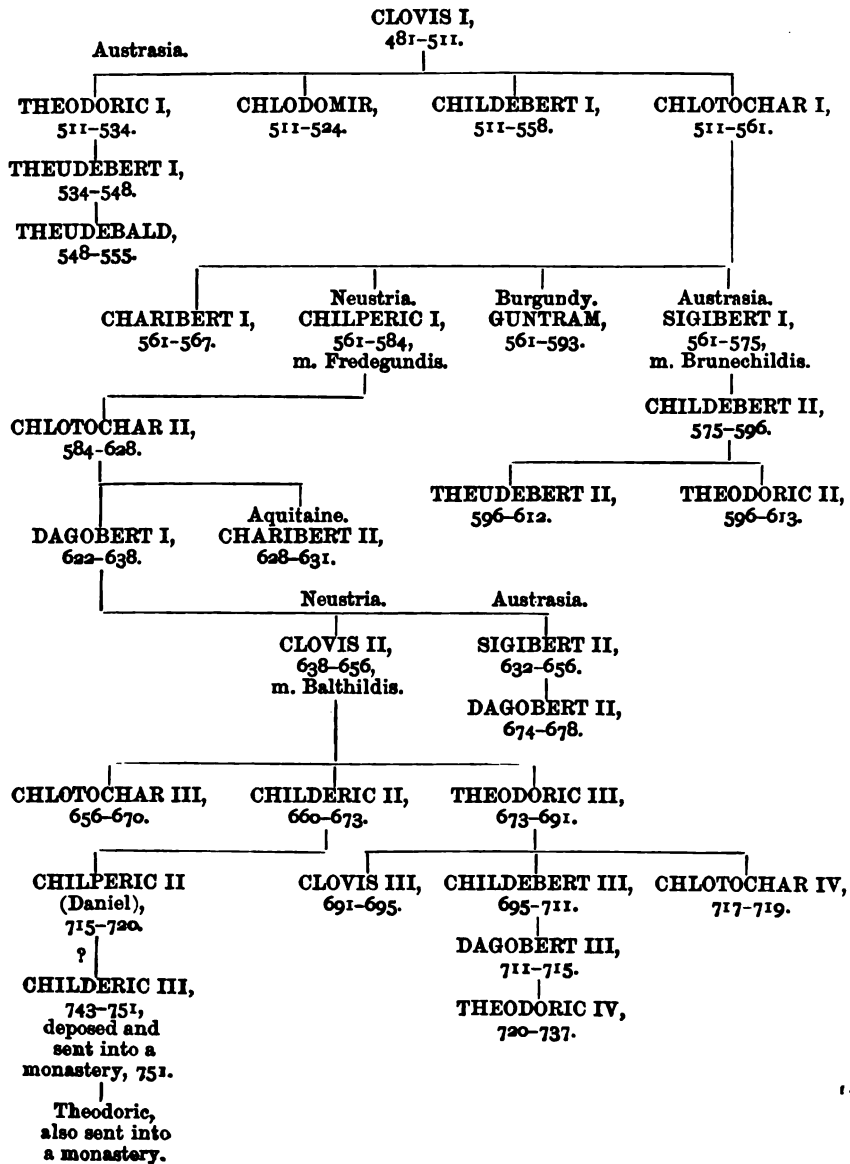 CLOVIS I,
481–511.
Austrasia.
THEODORIC I, CHLODOMIR, CHILDEBERT I, CHLOTOCHAR I,
511–534. 511–524. 511–558. 511–561.
THEUDEBERT I,
534–548.
THEUDEBALD,
548–555.
Neustria. Burgundy. Austrasia.
CHARIBERT I, CHILPERIC I, GUNTRAM, SIGIBERT I,
561–567. 561–584, 561–593. 561–575,
m. Fredegundis. m. Brunechildis.
CHILDEBERT II,
575–596.
CHLOTOCHAR II,
584–628.
THEUDEBERT II, THEODORIC II,
596–612. 596–613.
Aquitaine.
DAGOBERT I, CHARIBERT II,
622–638. 628–631.
Neustria. Austrasia.
CLOVIS II, SIGIBERT II,
638–656, 632–656.
m. Balthildis.
DAGOBERT II,
674–678.
CHLOTOCHAR III, CHILDERIC II, THEODORIC III,
656–670. 660–673. 673–691.
CHILPERIC II CLOVIS III, CHILDEBERT III, CHLOTOCHAR IV,
(Daniel), 691–695. 695–711. 717–719.
715–720.
DAGOBERT III,
711–715.
?
CHILDERIC III,
743–751,
deposed and
sent into a
monastery, 751.
THEODORIC IV,
720–737.
Theodoric,
also sent into
a monastery.